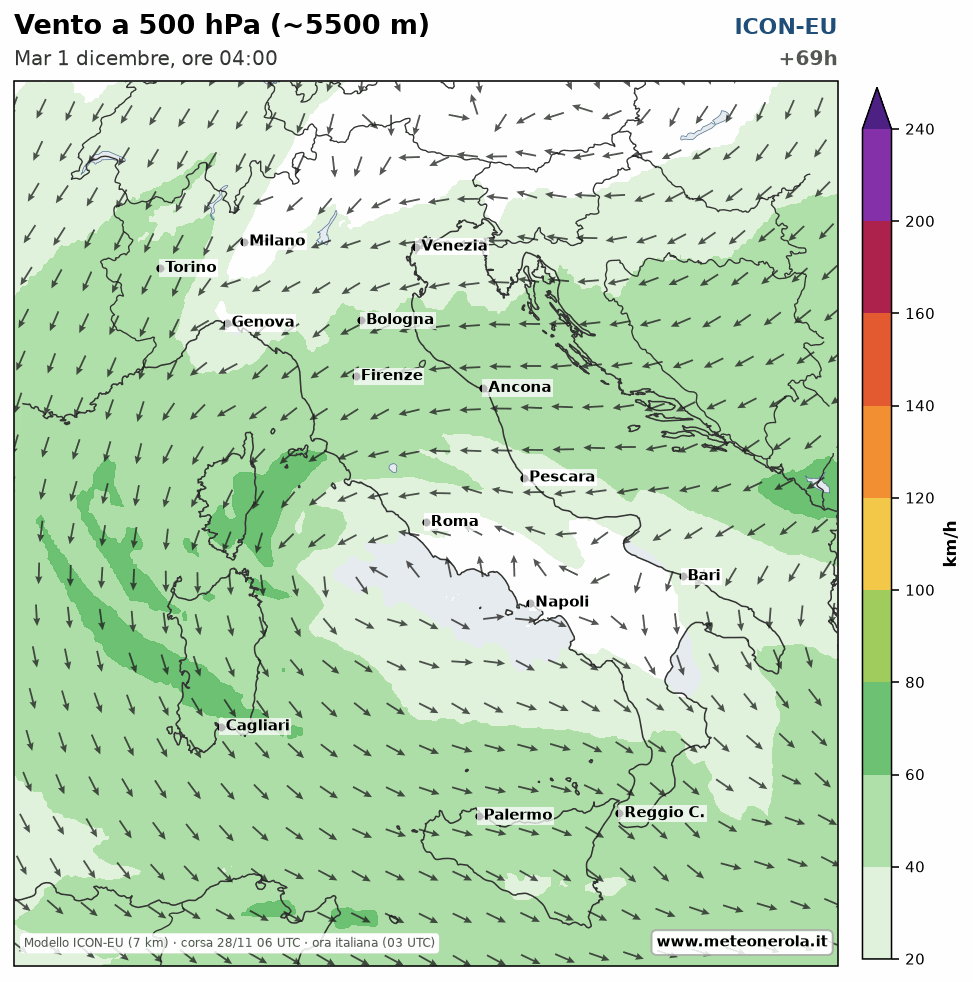 Vento a 500 hPa (~5500 m)
ICON-EU
Mar 1 dicembre, ore 04:00
+69h
240
200
160
140
120
100
80
60
40
20
km/h
Milano
Venezia
Torino
Genova
Bologna
Firenze
Ancona
Pescara
Roma
Bari
Napoli
Cagliari
Palermo
Reggio C.
Modello ICON-EU (7 km) · corsa 28/11 06 UTC · ora italiana (03 UTC)
www.meteonerola.it